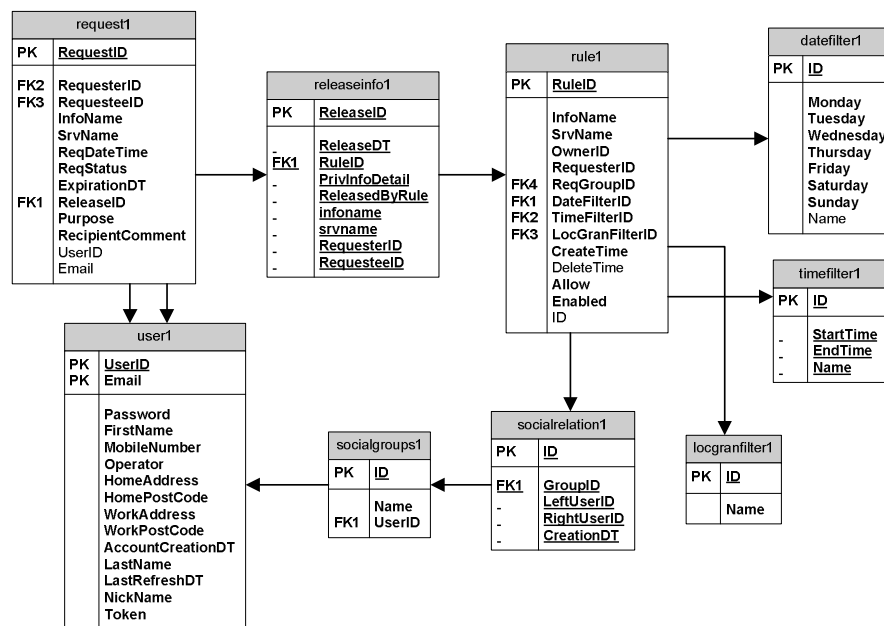 request1
PK RequestID
FK2 RequesterID
FK3 RequesteeID
InfoName
SrvName
ReqDateTime
ReqStatus
ExpirationDT
FK1 ReleaseID
Purpose
RecipientComment
UserID
Email
releaseinfo1
PK ReleaseID
_ ReleaseDT
FK1 RuleID
_ PrivInfoDetail
_ ReleasedByRule
_ infoname
_ srvname
_ RequesterID
_ RequesteeID
rule1
PK RuleID
InfoName
SrvName
OwnerID
RequesterID
FK4 ReqGroupID
FK1 DateFilterID
FK2 TimeFilterID
FK3 LocGranFilterID
CreateTime
DeleteTime
Allow
Enabled
ID
datefilter1
PK ID
Monday
Tuesday
Wednesday
Thursday
Friday
Saturday
Sunday
Name
timefilter1
PK ID
_ StartTime
_ EndTime
_ Name
user1
PK UserID
PK Email
Password
FirstName
MobileNumber
Operator
HomeAddress
HomePostCode
WorkAddress
WorkPostCode
AccountCreationDT
LastName
LastRefreshDT
NickName
Token
socialgroups1
PK ID
Name
FK1 UserID
socialrelation1
PK ID
FK1 GroupID
_ LeftUserID
_ RightUserID
_ CreationDT
locgranfilter1
PK ID
Name